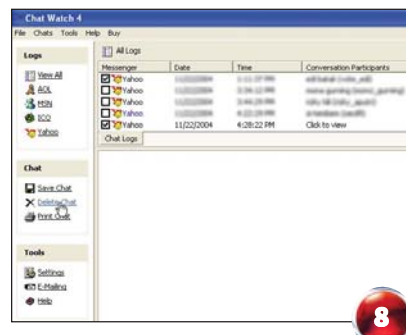 Chat Watch 4
File Chats Tools Help Buy
Logs
View All
AOL
MSN
ICQ
Yahoo
Chat
Save Chat
Delete Chat
Print Chat
Tools
Settings
E-Mailing
Help
All Logs
Messenger Date Time Conversation Participants
Yahoo
Yahoo
Yahoo
Yahoo
Yahoo 11/22/2004 4:28:22 PM Click to view
Chat Logs
8